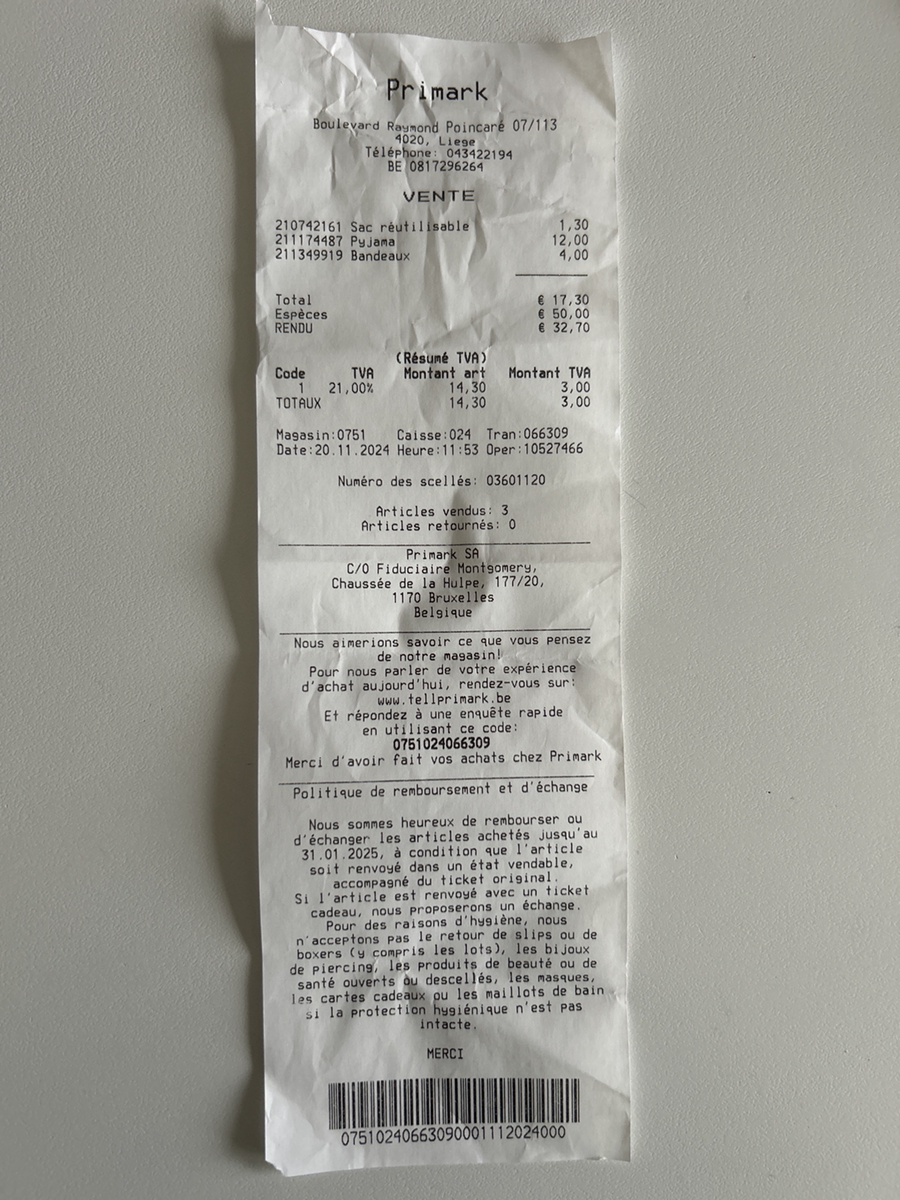 Primark
Boulevard Raymond Poincaré 07/113
4020, Liege
Téléphone: 043422194
BE 0817296264
VENTE
210742161 Sac réutilisable 1,30
211174487 Pyjama 12,00
211349919 Bandeaux 4,00
Total € 17,30
Espèces € 50,00
RENDU € 32,70
(Résumé TVA)
Code TVA Montant art Montant TVA
1 21,00% 14,30 3,00
TOTAUX 14,30 3,00
Magasin:0751 Caisse:024 Tran:066309
Date:20.11.2024 Heure:11:53 Oper:10527466
Numéro des scellés: 03601120
Articles vendus: 3
Articles retournés: 0
Primark SA
C/O Fiduciaire Montgomery,
Chaussée de la Hulpe, 177/20,
1170 Bruxelles
Belgique
Nous aimerions savoir ce que vous pensez
de notre magasin!
Pour nous parler de votre expérience
d'achat aujourd'hui, rendez-vous sur:
www.tellprimark.be
Et répondez à une enquête rapide
en utilisant ce code:
0751024066309
Merci d'avoir fait vos achats chez Primark
Politique de remboursement et d'échange
Nous sommes heureux de rembourser ou
d'échanger les articles achetés jusqu'au
31.01.2025, à condition que l'article
soit renvoyé dans un état vendable,
accompagné du ticket original.
Si l'article est renvoyé avec un ticket
cadeau, nous proposerons un échange.
Pour des raisons d'hygiène, nous
n'acceptons pas le retour de slips ou de
boxers (y compris les lots), les bijoux
de piercing, les produits de beauté ou de
santé ouverts ou descellés, les masques,
les cartes cadeaux ou les maillots de bain
si la protection hygiénique n'est pas
intacte.
MERCI
07510240663090001112024000